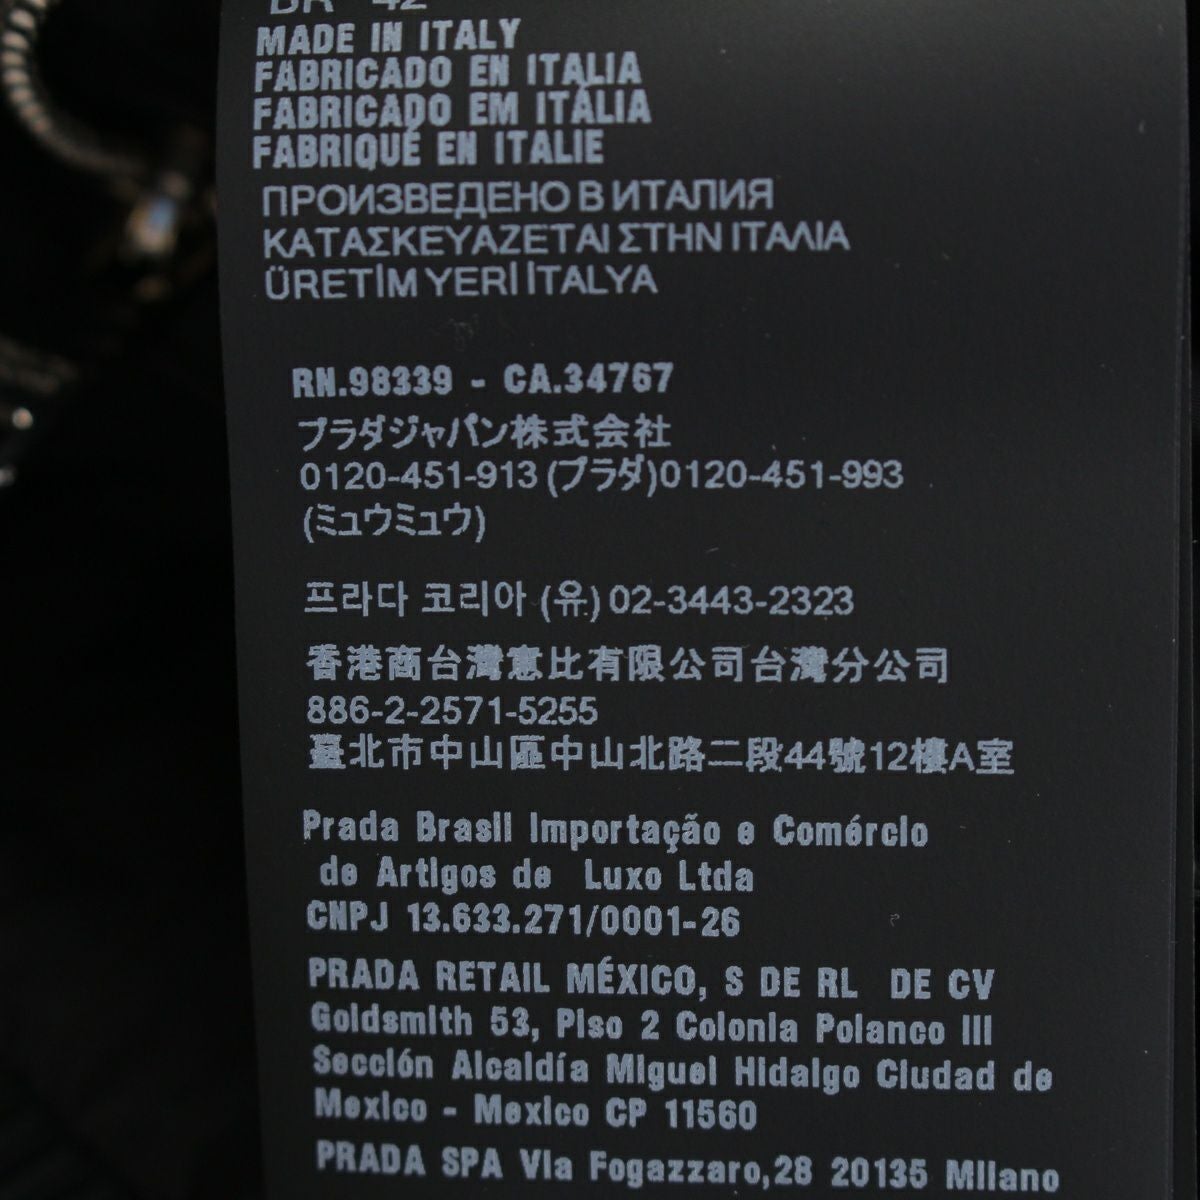 BR 42
MADE IN ITALY
FABRICADO EN ITALIA
FABRICADO EM ITÁLIA
FABRIQUÉ EN ITALIE
ПРОИЗВЕДЕНО В ИТАЛИЯ
ΚΑΤΑΣΚΕΥΑΖΕΤΑΙ ΣΤΗΝ ΙΤΑΛΙΑ
ÜRETİM YERİ İTALYA
RN.98339 - CA.34767
プラダジャパン株式会社
0120-451-913 (プラダ)0120-451-993
(ミュウミュウ)
프라다 코리아 (유) 02-3443-2323
香港商台灣惠比有限公司台灣分公司
886-2-2571-5255
臺北市中山區中山北路二段44號12樓A室
Prada Brasil Importação e Comércio
de Artigos de Luxo Ltda
CNPJ 13.633.271/0001-26
PRADA RETAIL MÉXICO, S DE RL DE CV
Goldsmith 53, Piso 2 Colonia Polanco III
Sección Alcaldía Miguel Hidalgo Ciudad de
Mexico - Mexico CP 11560
PRADA SPA Via Fogazzaro,28 20135 Milano